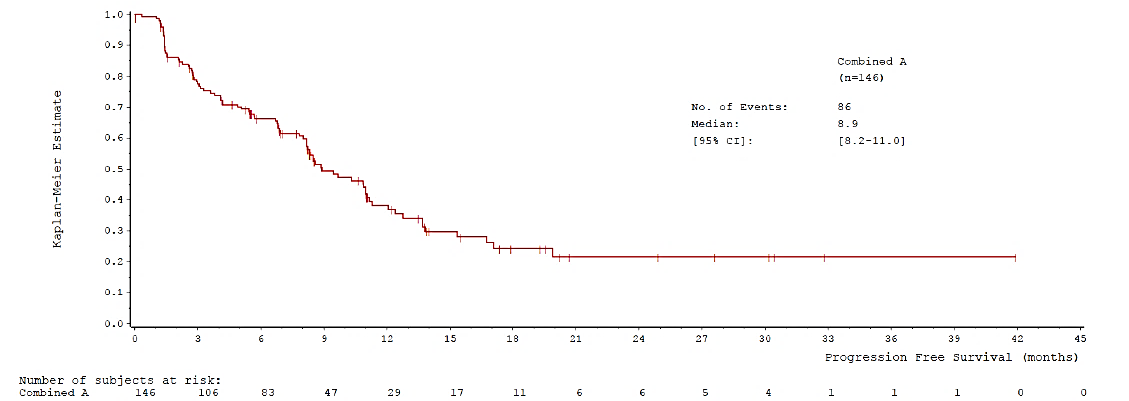 1.0
0.9
0.8
0.7
0.6
0.5
0.4
0.3
0.2
0.1
0.0
Kaplan-Meier Estimate
Combined A
(n=146)
No. of Events: 86
Median: 8.9
[95% CI]: [8.2-11.0]
0 3 6 9 12 15 18 21 24 27 30 33 36 39 42 45
Progression Free Survival (months)
Number of subjects at risk:
Combined A 146 106 83 47 29 17 11 6 6 5 4 1 1 1 0 0